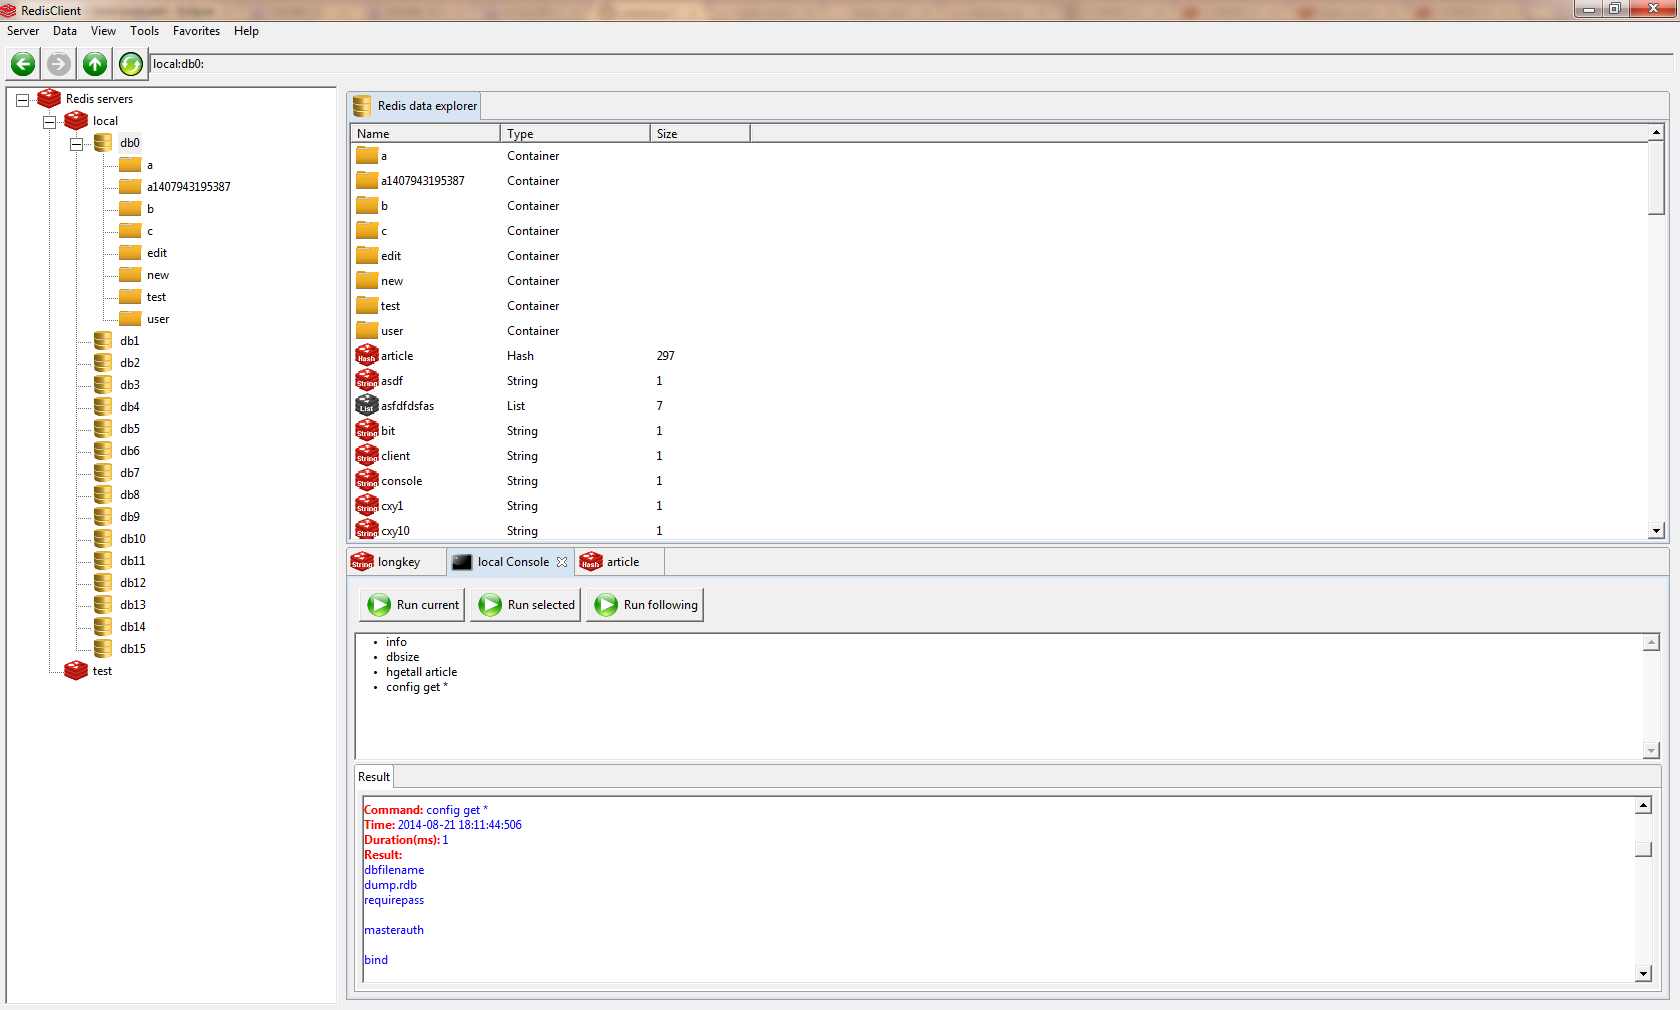 RedisClient
Server Data View Tools Favorites Help
local:db0:
Redis servers
local
db0
a
a1407943195387
b
c
edit
new
test
user
db1
db2
db3
db4
db5
db6
db7
db8
db9
db10
db11
db12
db13
db14
db15
test
Redis data explorer
Name Type Size
a Container
a1407943195387 Container
b Container
c Container
edit Container
new Container
test Container
user Container
Hash article Hash 297
String asdf String 1
List asfdfdsfas List 7
String bit String 1
String client String 1
String console String 1
String cxy1 String 1
String cxy10 String 1
String longkey local Console Hash article
Run current Run selected Run following
• info
• dbsize
• hgetall article
• config get *
Result
Command: config get *
Time: 2014-08-21 18:11:44:506
Duration(ms): 1
Result:
dbfilename
dump.rdb
requirepass
masterauth
bind